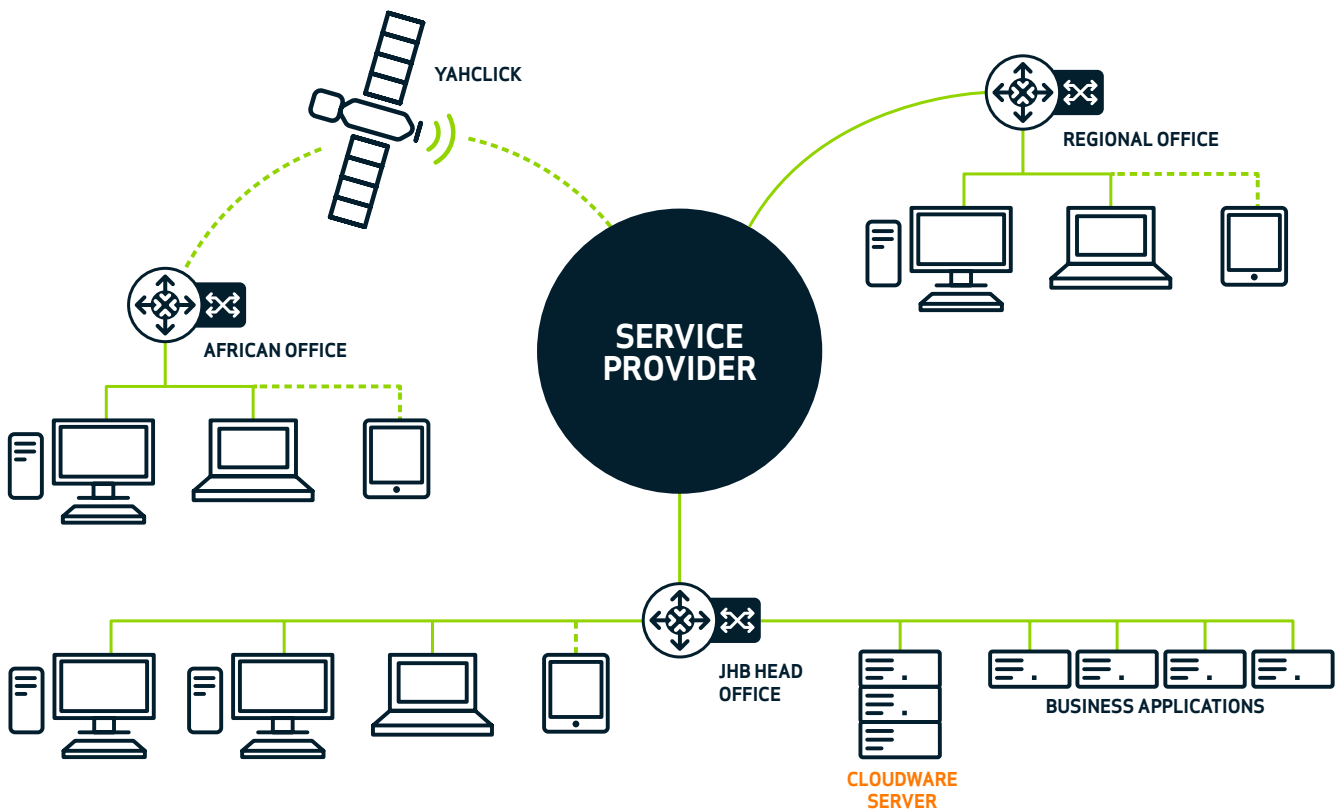 YAHCLICK
REGIONAL OFFICE
SERVICE
PROVIDER
AFRICAN OFFICE
JHB HEAD
OFFICE
BUSINESS APPLICATIONS
CLOUDWARE
SERVER